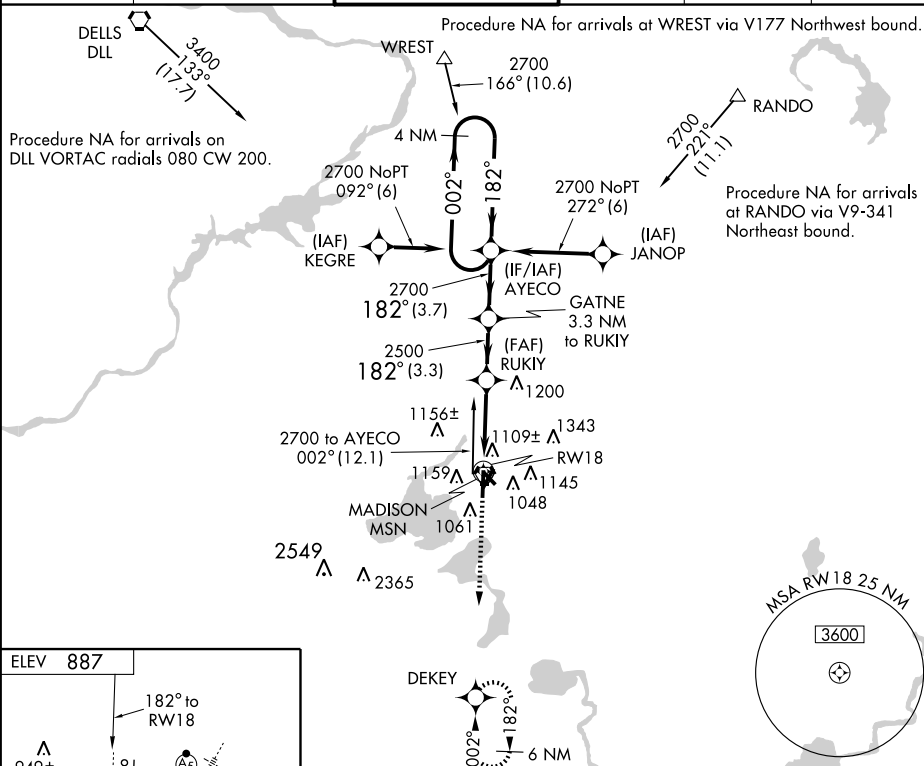 Procedure NA for arrivals at WREST via V177 Northwest bound.
DELLS
DLL
3400
133°
(17.7)
WREST
2700
166° (10.6)
RANDO
2700
221°
(11.1)
Procedure NA for arrivals on
DLL VORTAC radials 080 CW 200.
4 NM
002°
182°
2700 NoPT
092° (6)
2700 NoPT
272° (6)
Procedure NA for arrivals
at RANDO via V9-341
Northeast bound.
(IAF)
KEGRE
(IAF)
JANOP
(IF/IAF)
AYECO
2700
182° (3.7)
GATNE
3.3 NM
to RUKIY
2500
182° (3.3)
(FAF)
RUKIY
1200
1156±
1343
1109±
2700 to AYECO
002° (12.1)
RW18
1159
1145
1048
MADISON
MSN
1061
2549
2365
MSA RW18 25 NM
3600
ELEV 887
182° to
RW18
DEKEY
182°
002°
6 NM
A5